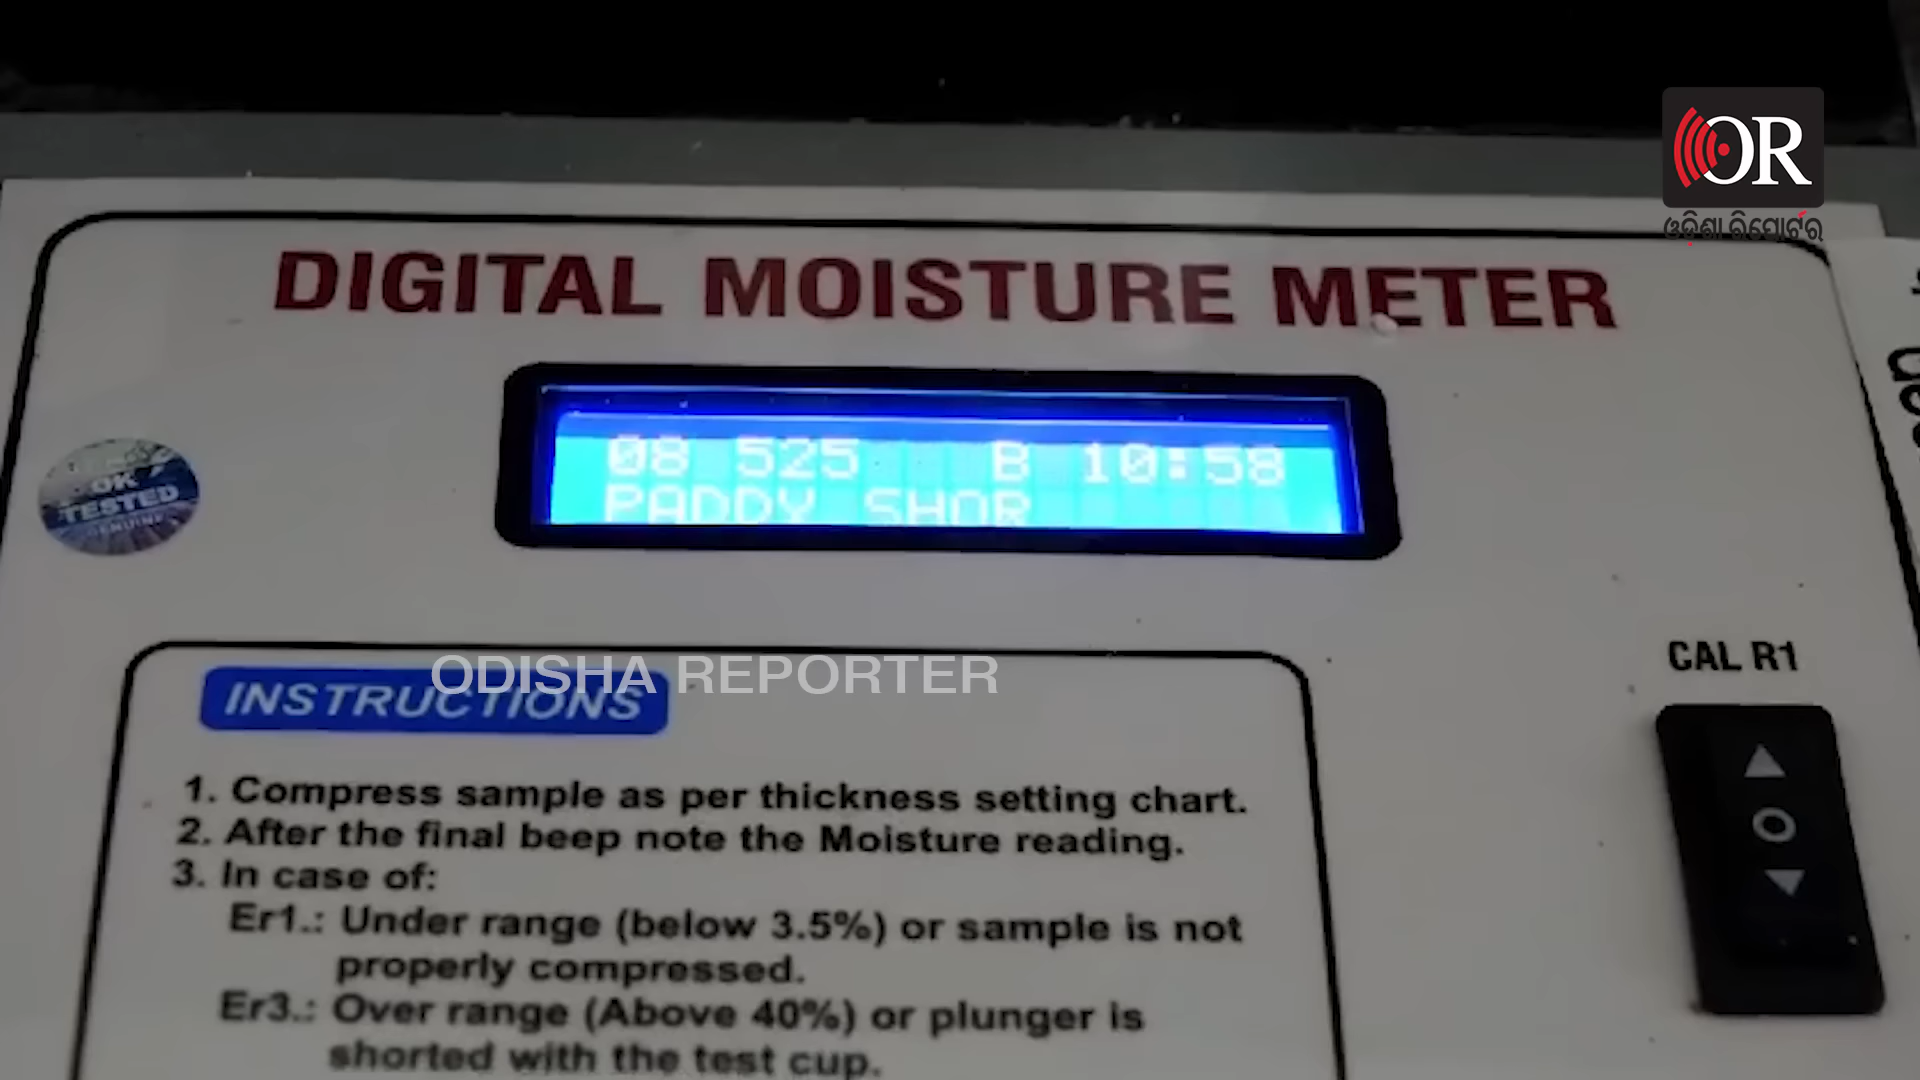 OR
ଓଡ଼ିଶା ରିପୋର୍ଟର
DIGITAL MOISTURE METER
08 525 B 10:58
PADDY SHOR
OK
TESTED
GENUINE
CAL R1
ODISHA REPORTER
INSTRUCTIONS
1. Compress sample as per thickness setting chart.
2. After the final beep note the Moisture reading.
3. In case of:
Er1.: Under range (below 3.5%) or sample is not
properly compressed.
Er3.: Over range (Above 40%) or plunger is
shorted with the test cup.